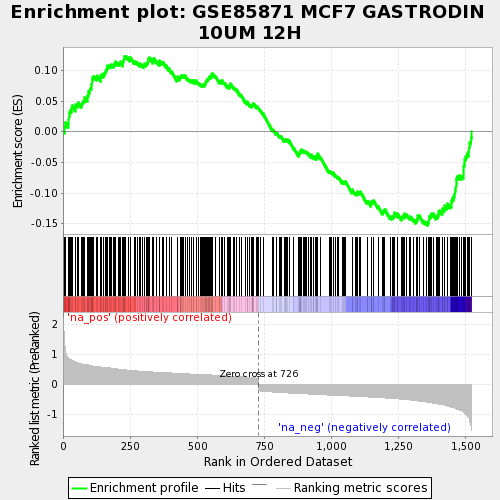 Enrichment plot: GSE85871 MCF7 GASTRODIN
10UM 12H
Enrichment score (ES)
0.10
0.05
0.00
-0.05
-0.10
-0.15
'na_pos' (positively correlated)
Ranked list metric (PreRanked)
2
1
0
-1
Zero cross at 726
'na_neg' (negatively correlated)
0
250
500
750
1,000
1,250
1,500
Rank in Ordered Dataset
Enrichment profile
Hits
Ranking metric scores